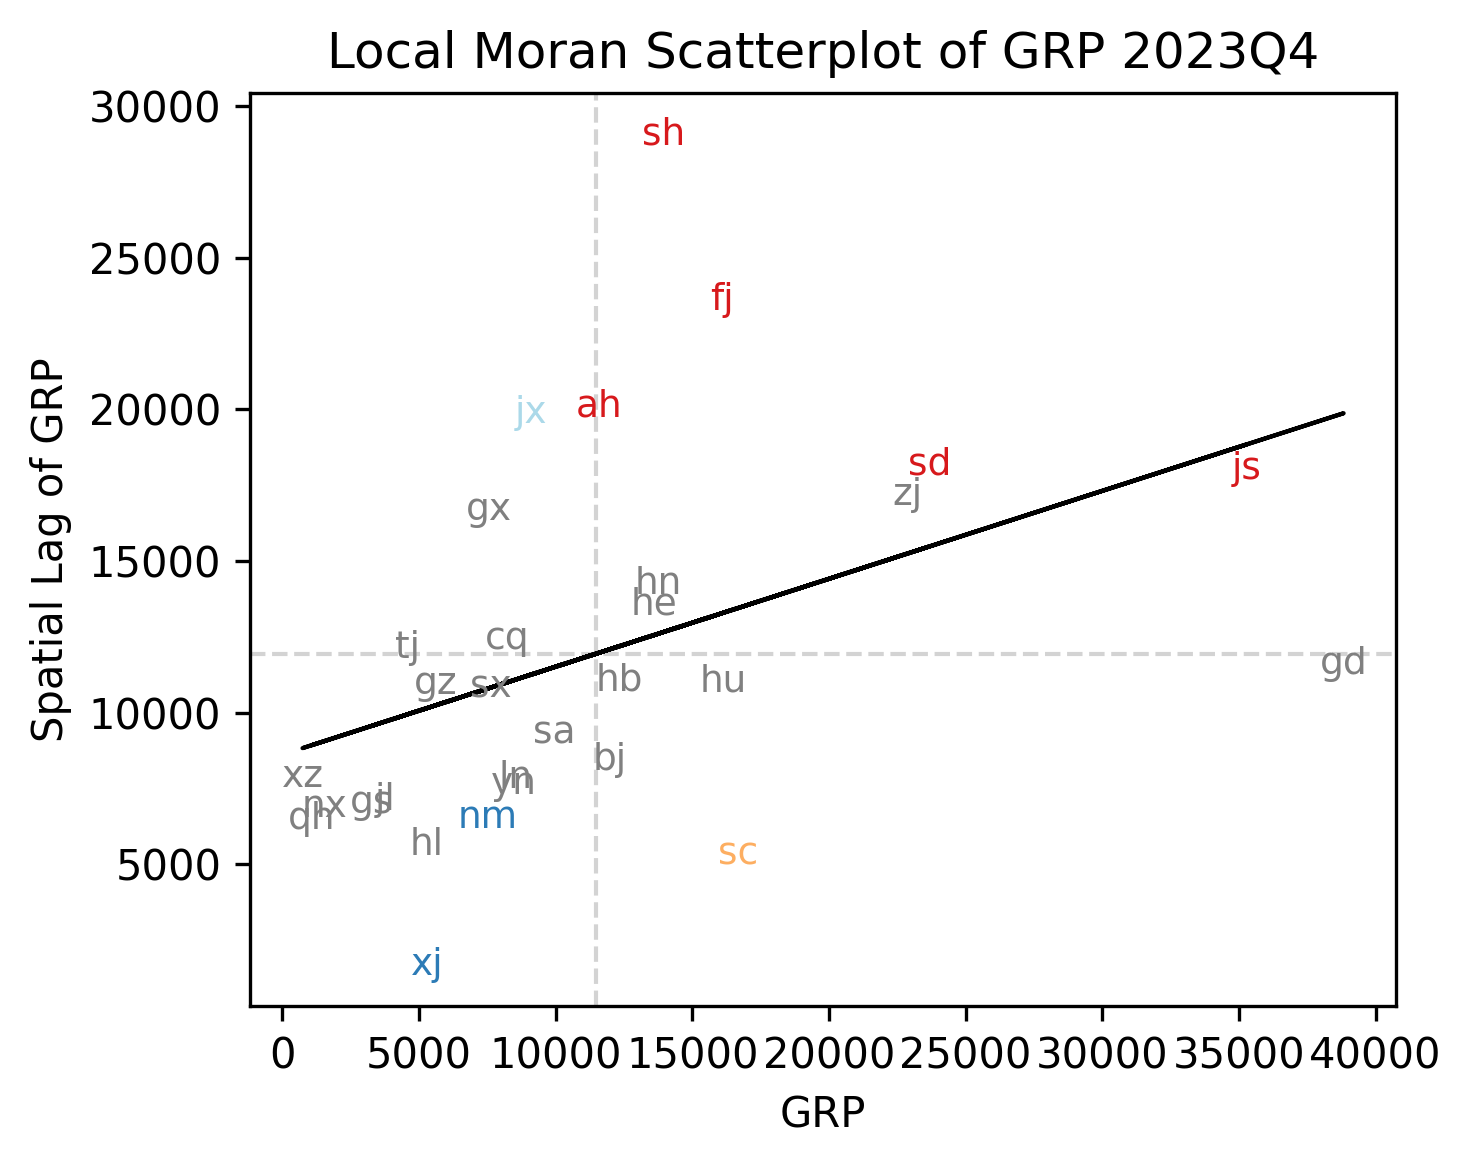 Local Moran Scatterplot of GRP 2023Q4
30000
sh
25000
fj
20000
jx
ah
sd
js
zj
gx
15000
hn
he
cq
tj
gd
gz
sx
hb
hu
10000
sa
bj
xz
ln
yn
nx
gs
jl
qh
nm
hl
sc
5000
xj
Spatial Lag of GRP
0 5000 10000 15000 20000 25000 30000 35000 40000
GRP